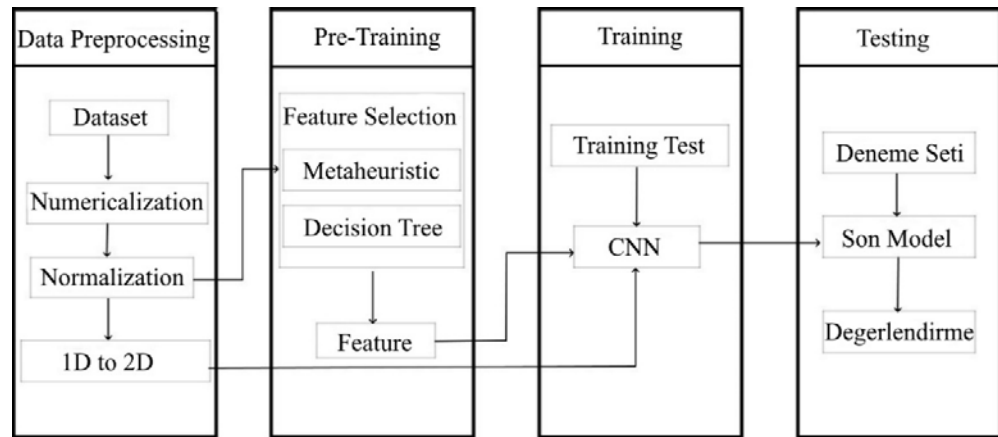 Data Preprocessing
Dataset
Numericalization
Normalization
1D to 2D
Pre-Training
Feature Selection
Metaheuristic
Decision Tree
Feature
Training
Training Test
CNN
Testing
Deneme Seti
Son Model
Degerlendirme